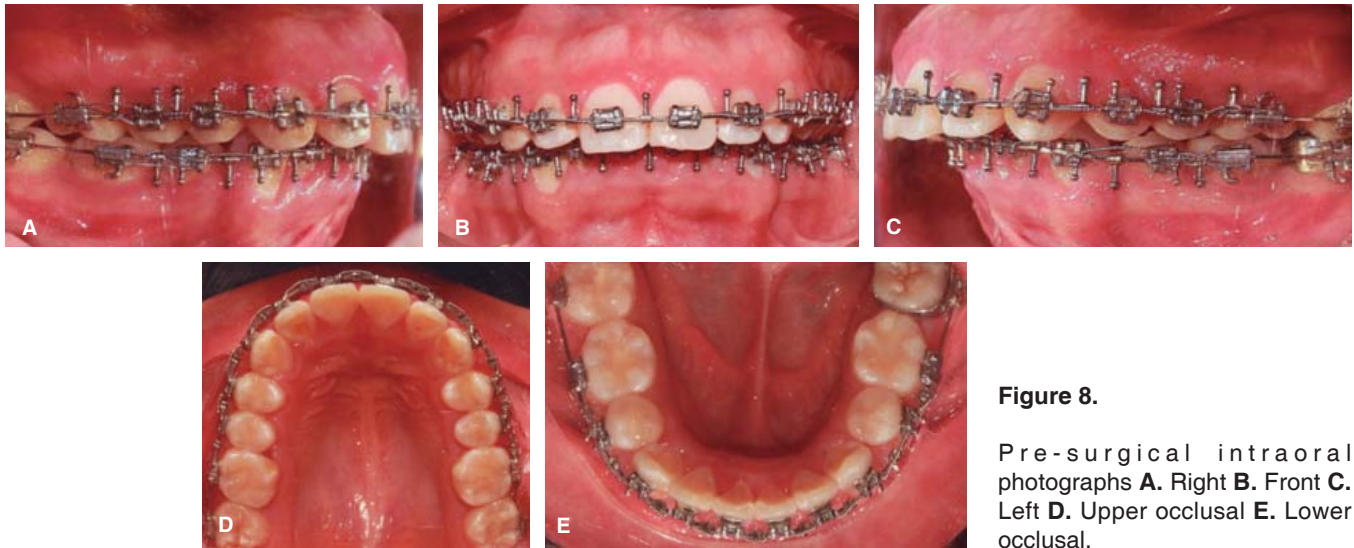 A
B
C
D
E
Figure 8.
Pre-surgical intraoral
photographs A. Right B. Front C.
Left D. Upper occlusal E. Lower
occlusal.